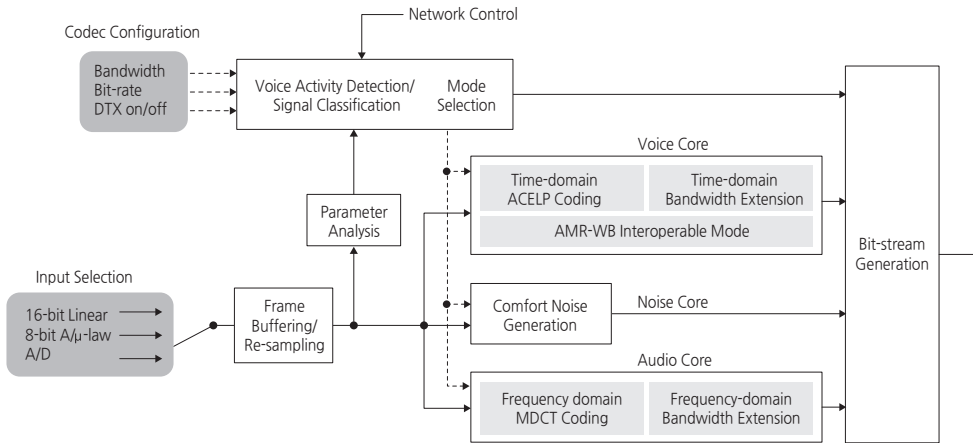 Network Control
Codec Configuration
Bandwidth
Bit-rate
DTX on/off
Voice Activity Detection/
Signal Classification
Mode
Selection
Voice Core
Time-domain
ACELP Coding
Time-domain
Bandwidth Extension
AMR-WB Interoperable Mode
Parameter
Analysis
Bit-stream
Generation
Input Selection
16-bit Linear
8-bit A/μ-law
A/D
Frame
Buffering/
Re-sampling
Comfort Noise
Generation
Noise Core
Audio Core
Frequency domain
MDCT Coding
Frequency-domain
Bandwidth Extension